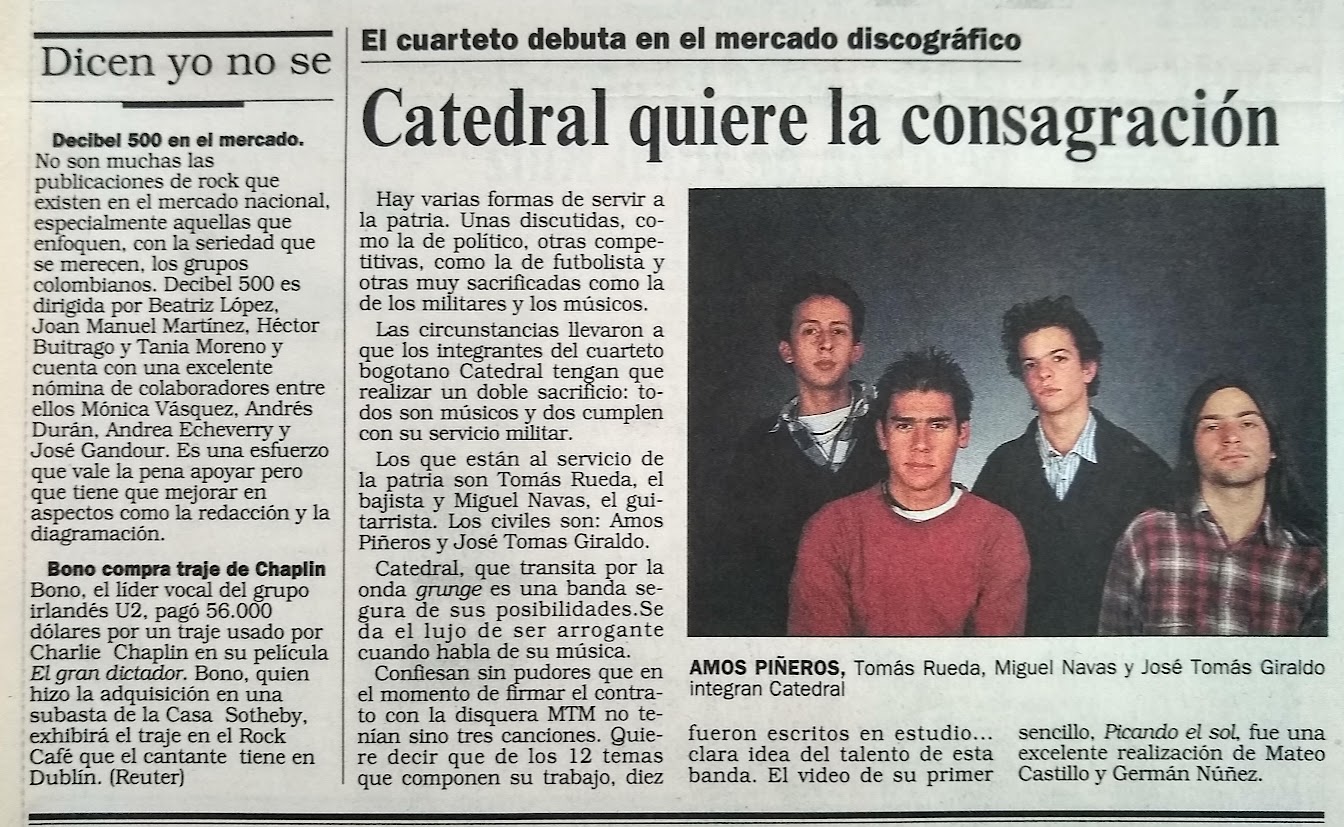 Dicen yo no se
Decibel 500 en el mercado.
No son muchas las
publicaciones de rock que
existen en el mercado nacional,
especialmente aquellas que
enfoquen, con la seriedad que
se merecen, los grupos
colombianos. Decibel 500 es
dirigida por Beatriz López,
Joan Manuel Martínez, Héctor
Buitrago y Tania Moreno y
cuenta con una excelente
nómina de colaboradores entre
ellos Mónica Vásquez, Andrés
Durán, Andrea Echeverry y
José Gandour. Es una esfuerzo
que vale la pena apoyar pero
que tiene que mejorar en
aspectos como la redacción y la
diagramación.
Bono compra traje de Chaplin
Bono, el líder vocal del grupo
irlandés U2, pagó 56.000
dólares por un traje usado por
Charlie Chaplin en su película
El gran dictador. Bono, quien
hizo la adquisición en una
subasta de la Casa Sotheby,
exhibirá el traje en el Rock
Café que el cantante tiene en
Dublín. (Reuter)
El cuarteto debuta en el mercado discográfico
Catedral quiere la consagración
Hay varias formas de servir a
la patria. Unas discutidas, co-
mo la de político, otras compe-
titivas, como la de futbolista y
otras muy sacrificadas como la
de los militares y los músicos.
Las circunstancias llevaron a
que los integrantes del cuarteto
bogotano Catedral tengan que
realizar un doble sacrificio: to-
dos son músicos y dos cumplen
con su servicio militar.
Los que están al servicio de
la patria son Tomás Rueda, el
bajista y Miguel Navas, el gui-
tarrista. Los civiles son: Amos
Piñeros y José Tomas Giraldo.
Catedral, que transita por la
onda grunge es una banda se-
gura de sus posibilidades.Se
da el lujo de ser arrogante
cuando habla de su música.
Confiesan sin pudores que en
el momento de firmar el contra-
to con la disquera MTM no te-
nían sino tres canciones. Quie-
re decir que de los 12 temas
que componen su trabajo, diez
AMOS PIÑEROS, Tomás Rueda, Miguel Navas y José Tomás Giraldo
integran Catedral
fueron escritos en estudio...
clara idea del talento de esta
banda. El video de su primer
sencillo, Picando el sol, fue una
excelente realización de Mateo
Castillo y Germán Núñez.